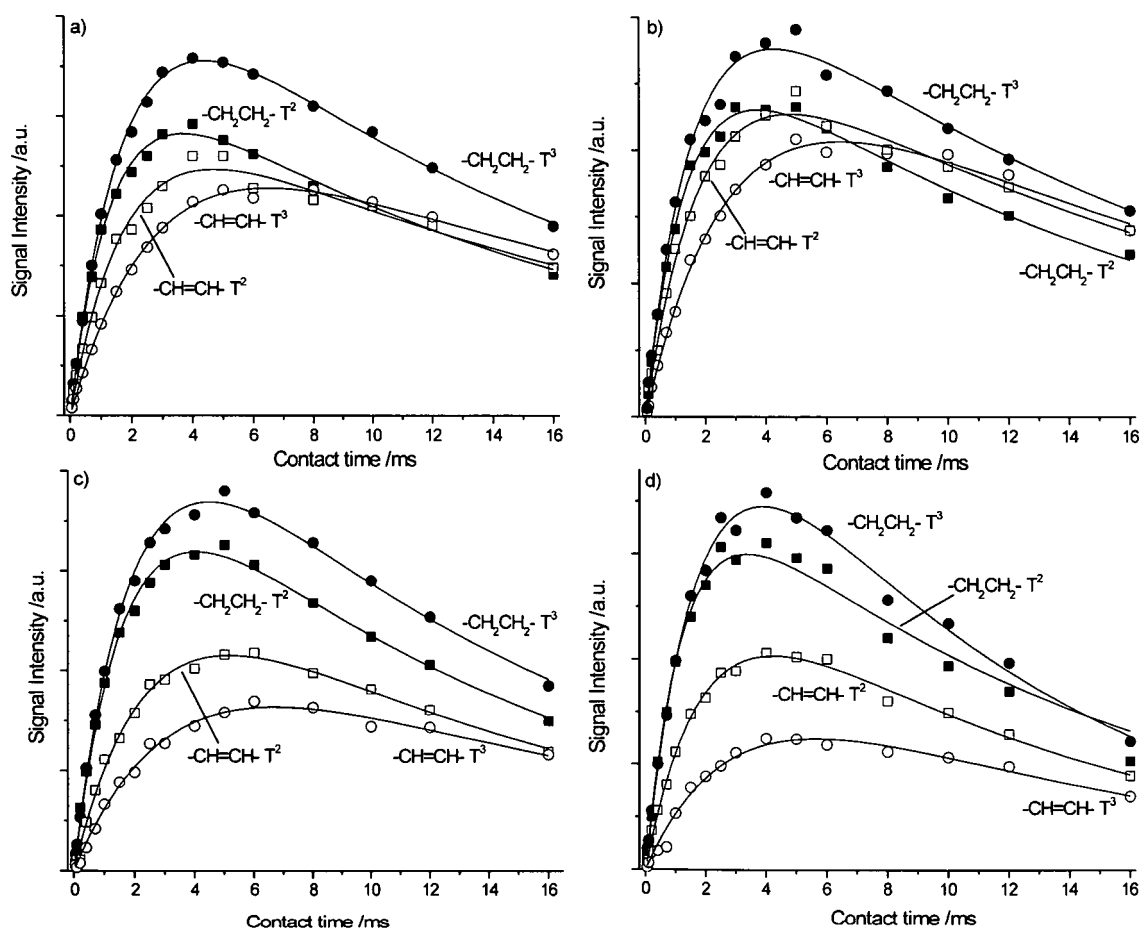 a)
Signal Intensity /a.u.
-CH₂CH₂- T²
-CH₂CH₂- T³
-CH=CH- T³
-CH=CH- T²
0 2 4 6 8 10 12 14 16
Contact time /ms
b)
Signal Intensity /a.u.
-CH₂CH₂- T³
-CH=CH- T³
-CH=CH- T²
-CH₂CH₂- T²
0 2 4 6 8 10 12 14 16
Contact time /ms
c)
Signal Intensity /a.u.
-CH₂CH₂- T²
-CH₂CH₂- T³
-CH=CH- T²
-CH=CH- T³
0 2 4 6 8 10 12 14 16
Contact time /ms
d)
Signal Intensity /a.u.
-CH₂CH₂- T³
-CH₂CH₂- T²
-CH=CH- T²
-CH=CH- T³
0 2 4 6 8 10 12 14 16
Contact time /ms